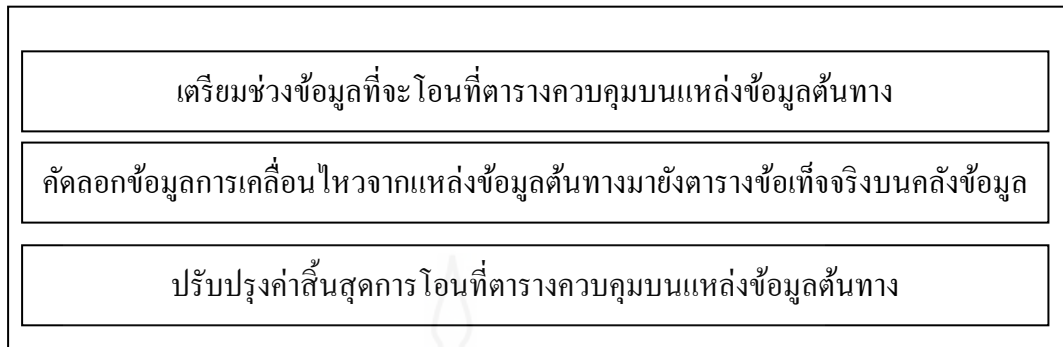 เตรียมช่วงข้อมูลที่จะโอนที่ตารางควบคุมบนแหล่งข้อมูลต้นทาง
คัดลอกข้อมูลการเคลื่อนไหวจากแหล่งข้อมูลต้นทางมายังตารางข้อเท็จจริงบนคลังข้อมูล
ปรับปรุงค่าสิ้นสุดการโอนที่ตารางควบคุมบนแหล่งข้อมูลต้นทาง